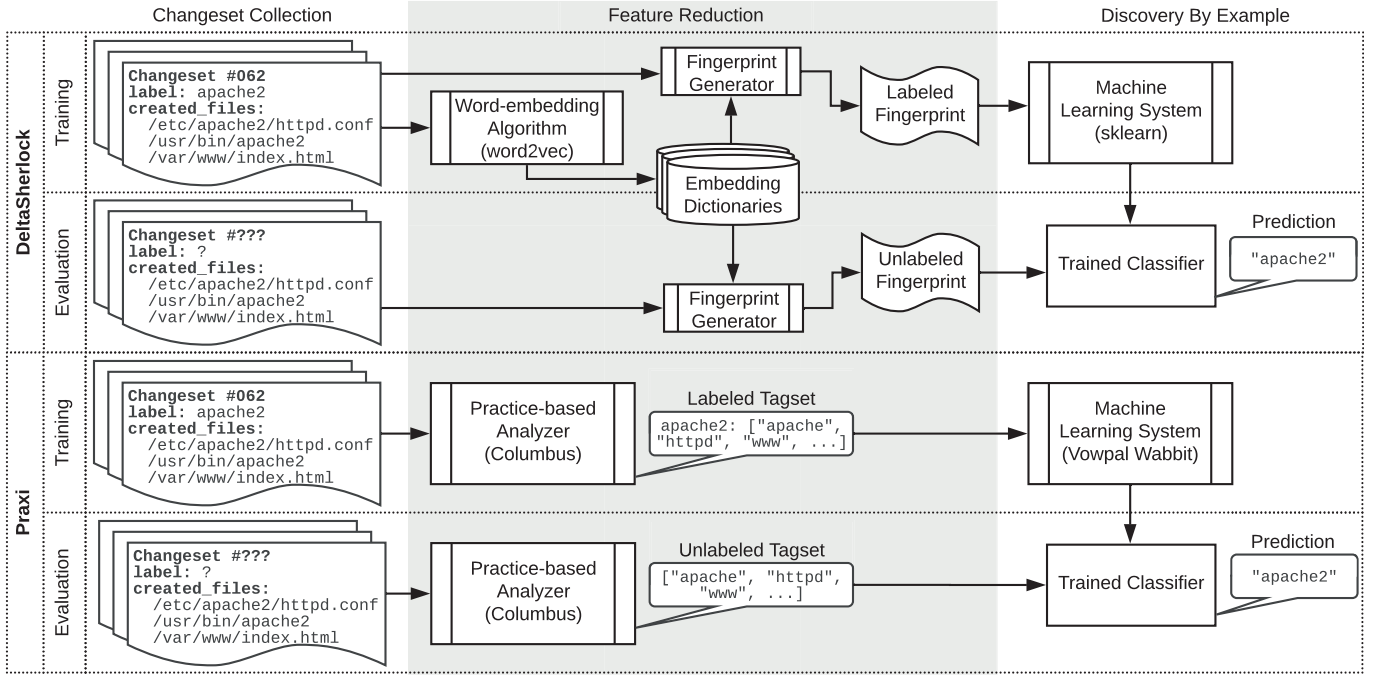 Changeset Collection
Feature Reduction
Discovery By Example
DeltaSherlock
Training
Changeset #062
label: apache2
created_files:
/etc/apache2/httpd.conf
/usr/bin/apache2
/var/www/index.html
Word-embedding
Algorithm
(word2vec)
Fingerprint
Generator
Embedding
Dictionaries
Labeled
Fingerprint
Machine
Learning System
(sklearn)
Evaluation
Changeset #???
label: ?
created_files:
/etc/apache2/httpd.conf
/usr/bin/apache2
/var/www/index.html
Fingerprint
Generator
Unlabeled
Fingerprint
Trained Classifier
Prediction
"apache2"
Praxi
Training
Changeset #062
label: apache2
created_files:
/etc/apache2/httpd.conf
/usr/bin/apache2
/var/www/index.html
Practice-based
Analyzer
(Columbus)
Labeled Tagset
apache2: ["apache",
"httpd", "www", ...]
Machine
Learning System
(Vowpal Wabbit)
Evaluation
Changeset #???
label: ?
created_files:
/etc/apache2/httpd.conf
/usr/bin/apache2
/var/www/index.html
Practice-based
Analyzer
(Columbus)
Unlabeled Tagset
["apache", "httpd",
"www", ...]
Trained Classifier
Prediction
"apache2"